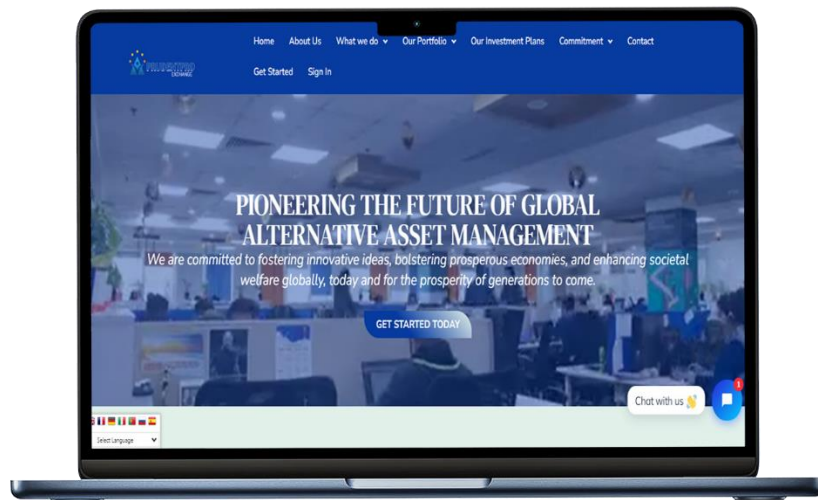 Home About Us What we do Our Portfolio Our Investment Plans Commitment Contact
EXCHANGE
Get Started Sign In
PIONEERING THE FUTURE OF GLOBAL
ALTERNATIVE ASSET MANAGEMENT
We are committed to fostering innovative ideas, bolstering prosperous economies, and enhancing societal
welfare globally, today and for the prosperity of generations to come.
GET STARTED TODAY
1
Chat with us 👋
Select Language